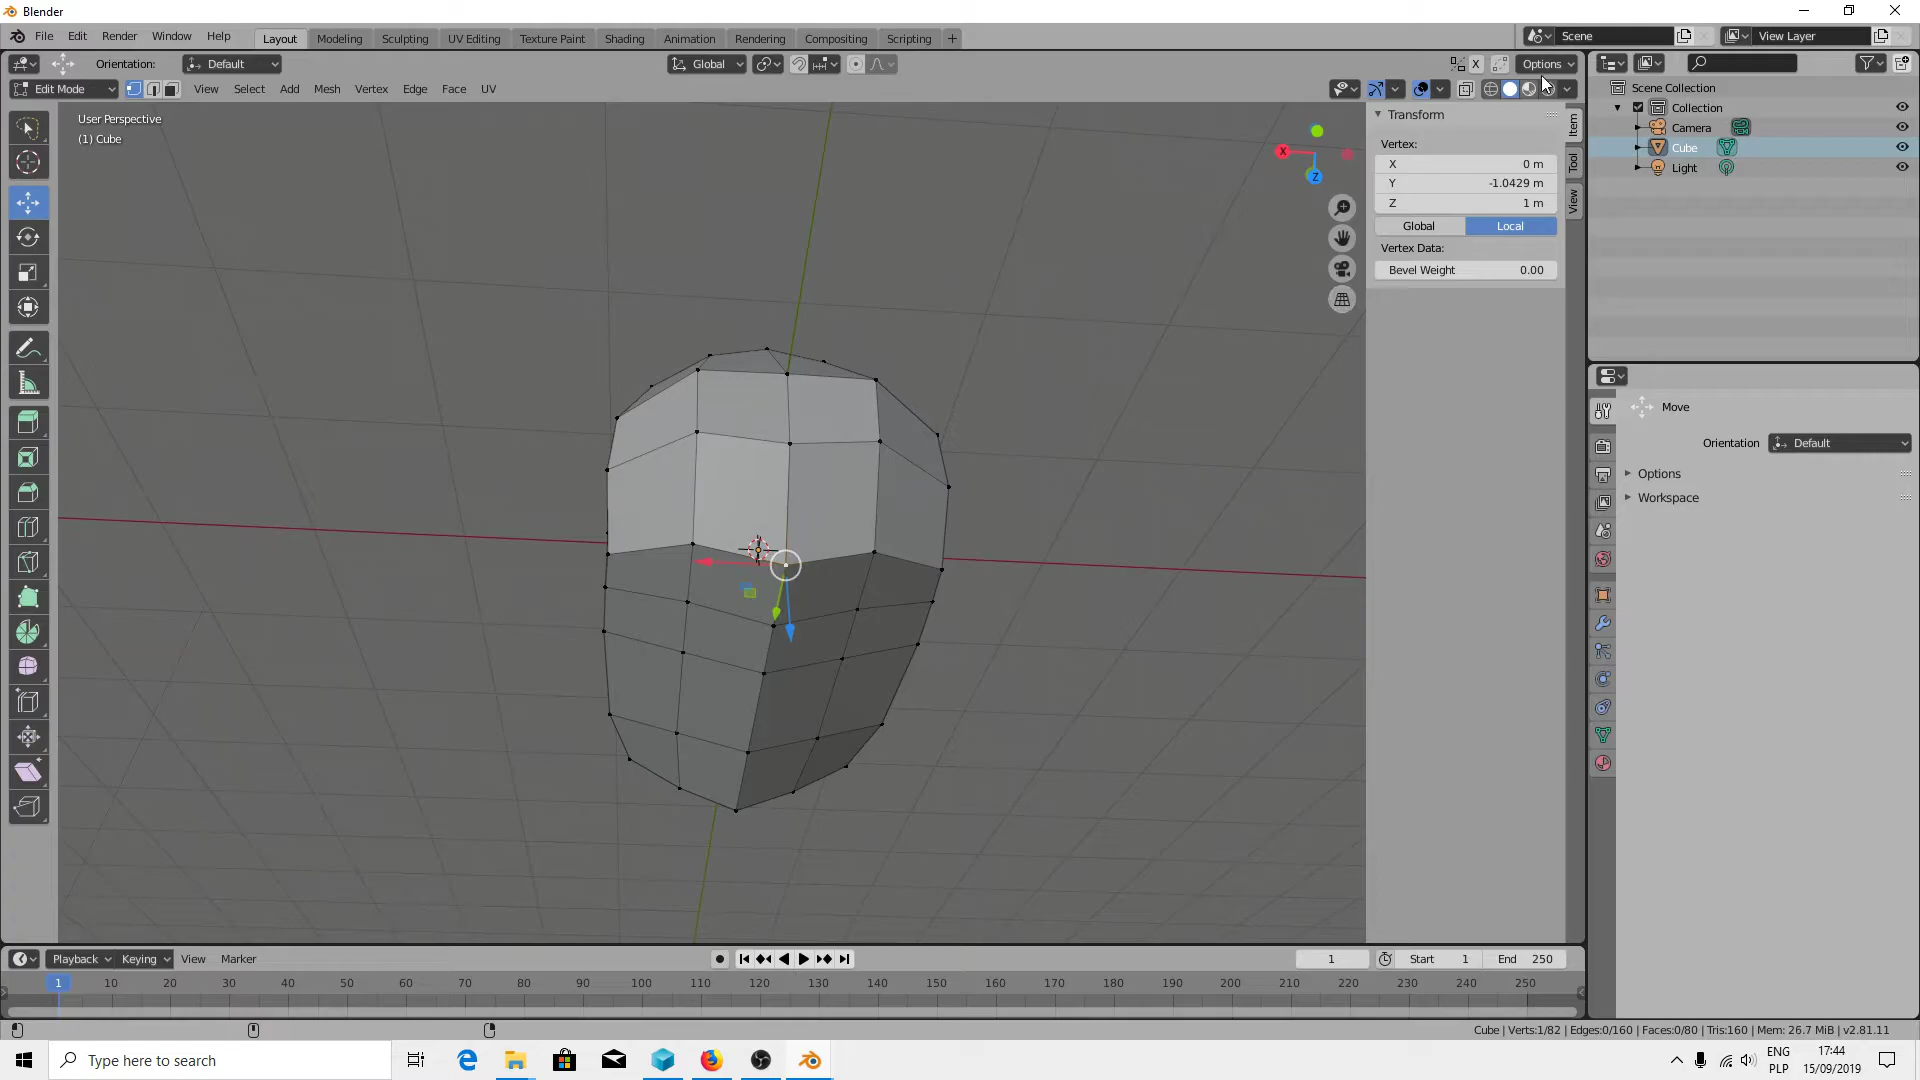 Blender
File Edit Render Window Help Layout Modeling Sculpting UV Editing Texture Paint Shading Animation Rendering Compositing Scripting + Scene View Layer
Orientation: Default Global X Options
Edit Mode View Select Add Mesh Vertex Edge Face UV
User Perspective
(1) Cube
X
Z
Transform
Vertex:
X 0 m
Y -1.0429 m
Z 1 m
Global Local
Vertex Data:
Bevel Weight 0.00
Item
Tool
View
Scene Collection
Collection
Camera
Cube
Light
Move
Orientation Default
Options
Workspace
Playback Keying View Marker 1 Start 1 End 250
1 10 20 30 40 50 60 70 80 90 100 110 120 130 140 150 160 170 180 190 200 210 220 230 240 250
Cube | Verts:1/82 | Edges:0/160 | Faces:0/80 | Tris:160 | Mem: 26.7 MiB | v2.81.11
Type here to search
ENG
PLP
17:44
15/09/2019